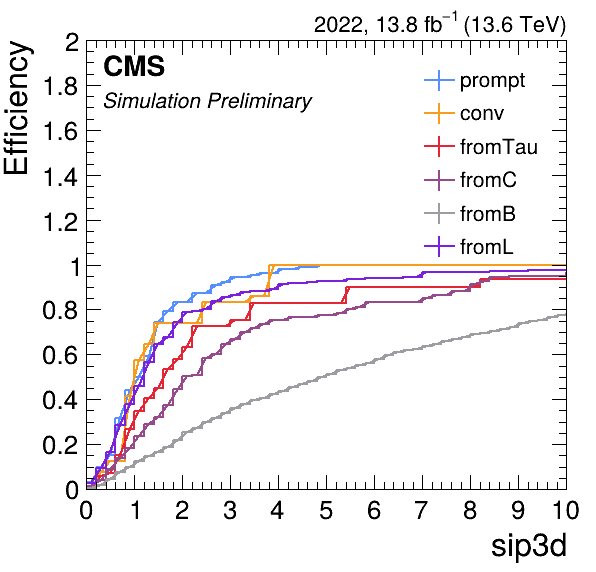 2022, 13.8 fb⁻¹ (13.6 TeV)
CMS
Simulation Preliminary
prompt
conv
fromTau
fromC
fromB
fromL
Efficiency
2
1.8
1.6
1.4
1.2
1
0.8
0.6
0.4
0.2
0
0 1 2 3 4 5 6 7 8 9 10
sip3d